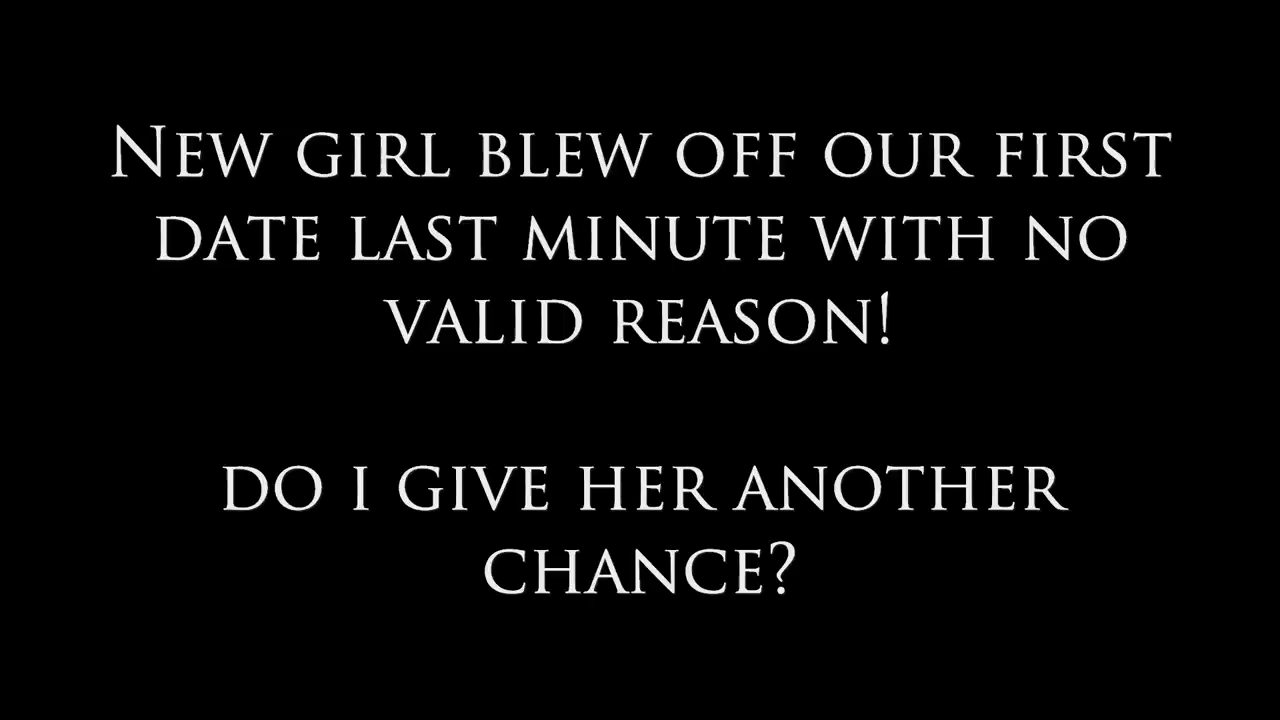 New girl blew off our first
date last minute with no
valid reason!
do i give her another
chance?